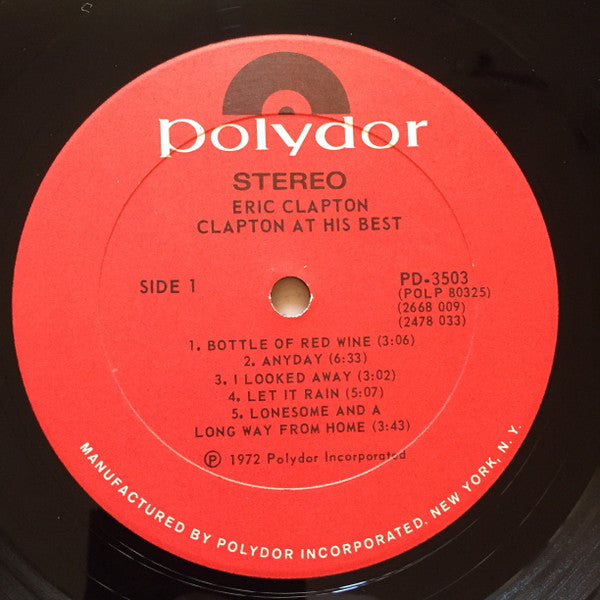 polydor
STEREO
ERIC CLAPTON
CLAPTON AT HIS BEST
SIDE 1
PD-3503
(POLP 80325)
(2668 009)
(2478 033)
1. BOTTLE OF RED WINE (3:06)
2. ANYDAY (6:33)
3. I LOOKED AWAY (3:02)
4. LET IT RAIN (5:07)
5. LONESOME AND A
LONG WAY FROM HOME (3:43)
Ⓟ 1972 Polydor Incorporated
MANUFACTURED BY POLYDOR INCORPORATED. NEW YORK, N. Y.